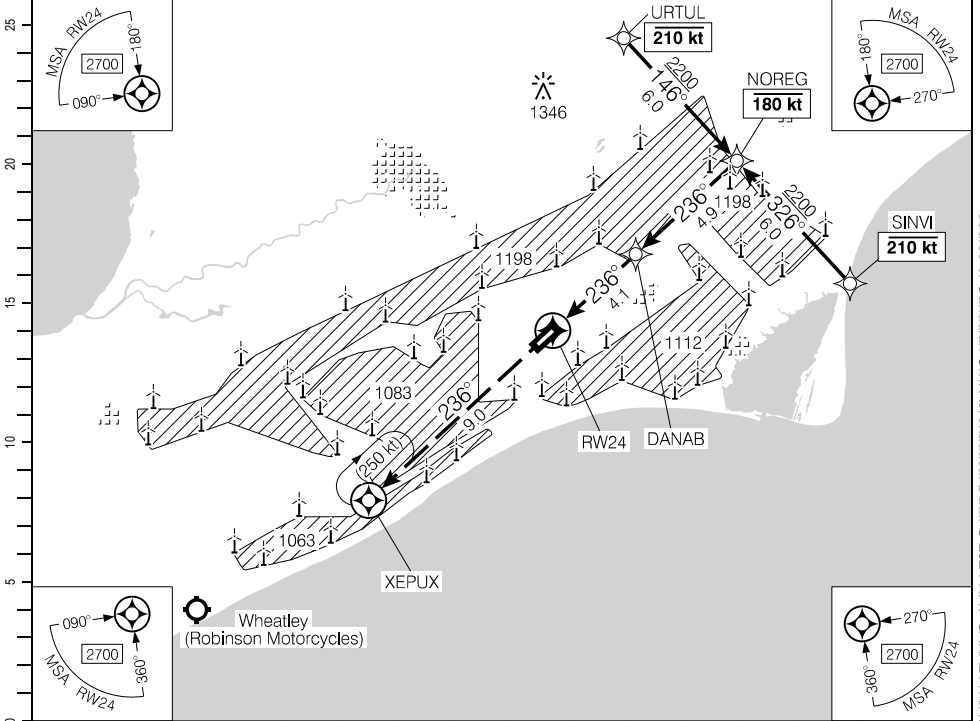 25
20
15
10
5
0
MSA RW24
180°
2700
090°
MSA RW24
180°
2700
270°
URTUL
210 kt
1346
2200
146°
6.0
NOREG
180 kt
236°
4.9
1198
2200
326°
6.0
SINVI
210 kt
1198
236°
4.1
1112
1083
236°
9.0
RW24
DANAB
250 kt
1063
XEPUX
Wheatley
(Robinson Motorcycles)
090°
2700
360°
MSA RW24
270°
2700
360°
MSA RW24